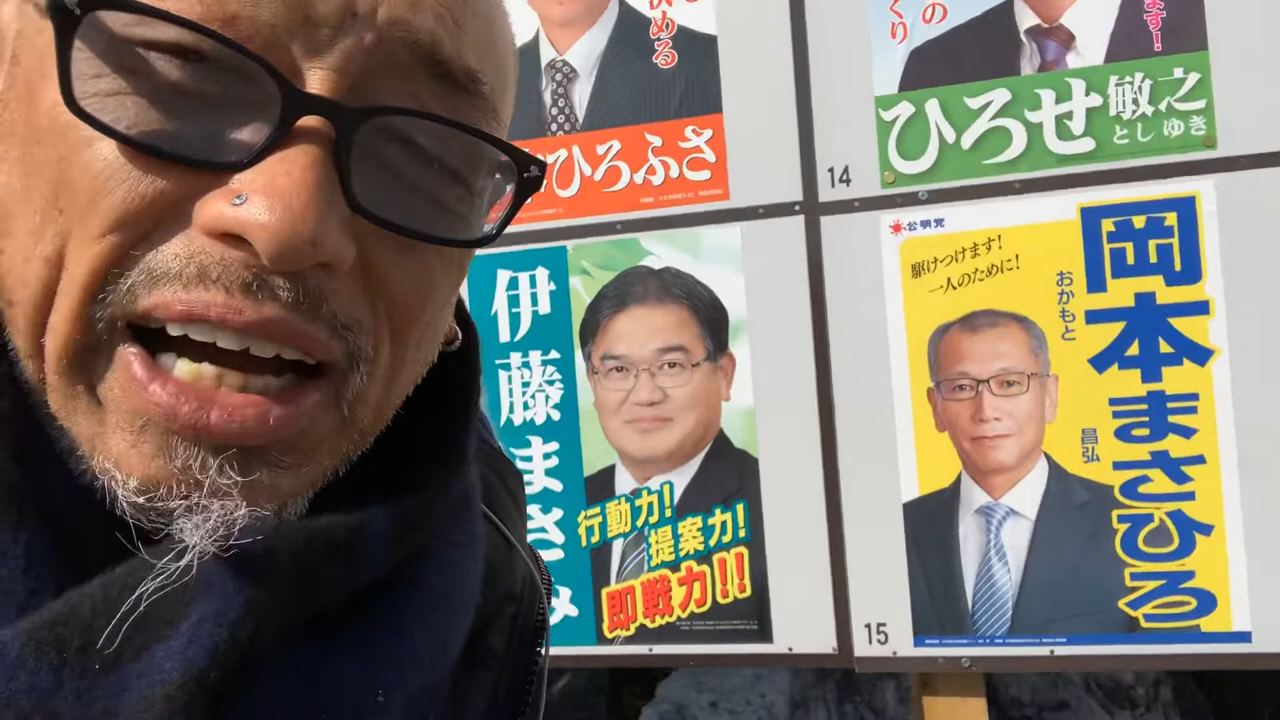 決める
ひろふさ
の
くり
ます!
ひろせ敏之
とし ゆき
14
伊藤まさみ
行動力!
提案力!
即戦力!!
公明党
駆けつけます!
一人のために!
岡本まさひろ
おかもと
昌弘
15